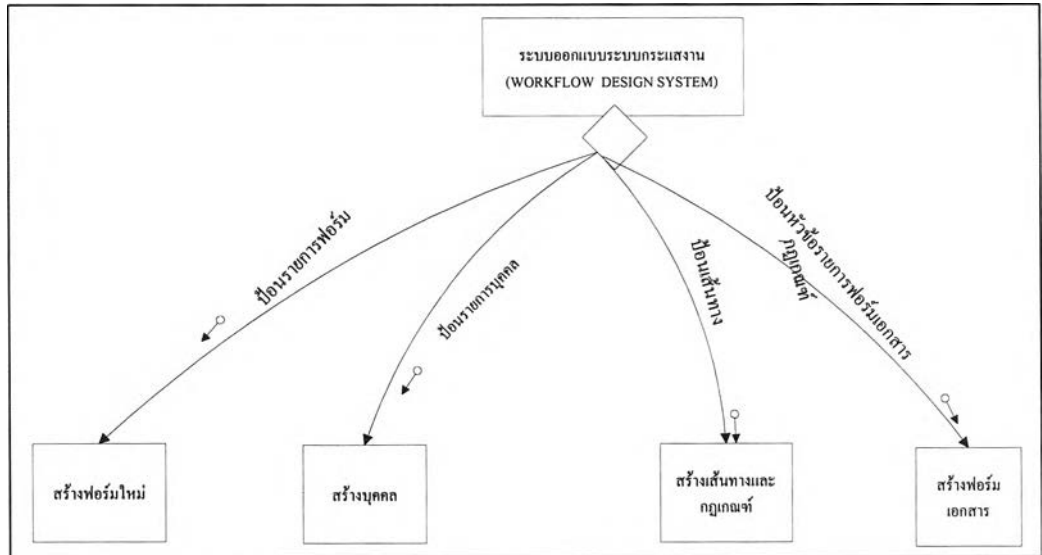 ระบบออกแบบระบบกระแสงาน
(WORKFLOW DESIGN SYSTEM)
ป้อนรายการฟอร์ม
ป้อนรายการบุคคล
ป้อนเส้นทาง
กฎเกณฑ์
ป้อนหัวข้อรายการฟอร์มเอกสาร
สร้างฟอร์มใหม่
สร้างบุคคล
สร้างเส้นทางและ
กฎเกณฑ์
สร้างฟอร์ม
เอกสาร